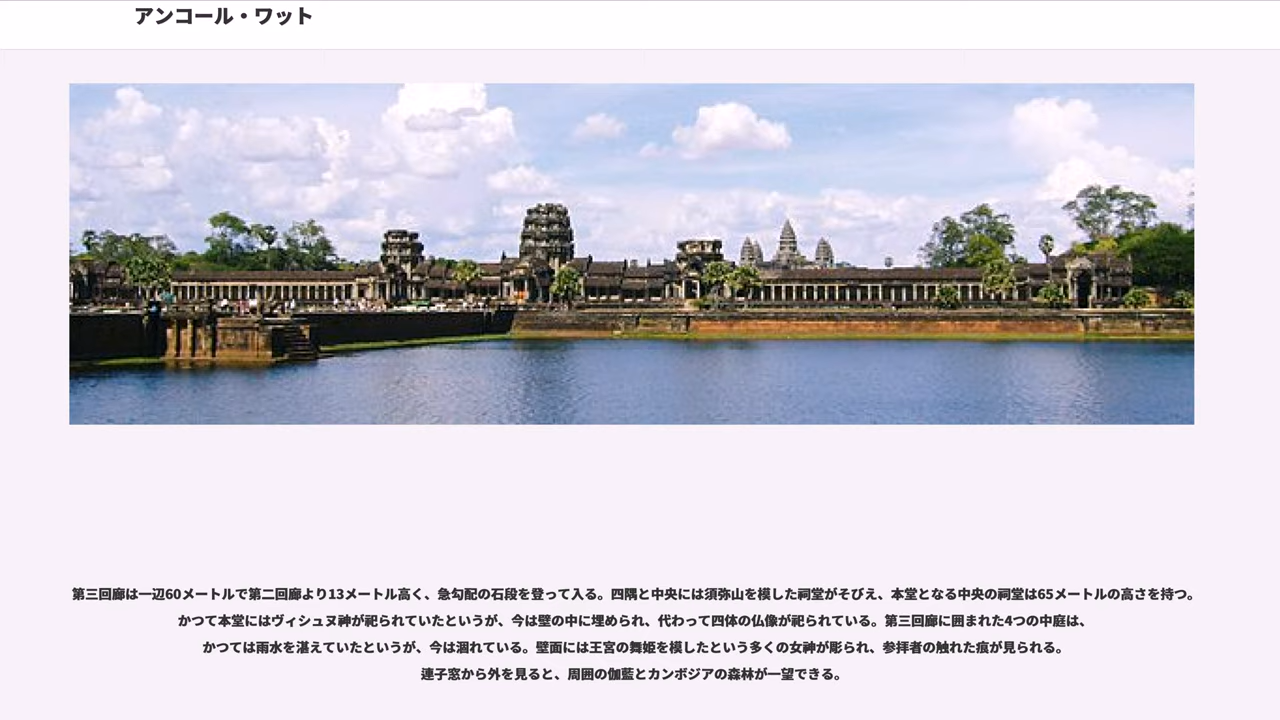 アンコール・ワット
第三回廊は一辺60メートルで第二回廊より13メートル高く、急勾配の石段を登って入る。四隅と中央には須弥山を模した祠堂がそびえ、本堂となる中央の祠堂は65メートルの高さを持つ。
かつて本堂にはヴィシュヌ神が祀られていたというが、今は壁の中に埋められ、代わって四体の仏像が祀られている。第三回廊に囲まれた4つの中庭は、
かつては雨水を湛えていたというが、今は涸れている。壁面には王宮の舞姫を模したという多くの女神が彫られ、参拝者の触れた痕が見られる。
連子窓から外を見ると、周囲の伽藍とカンボジアの森林が一望できる。